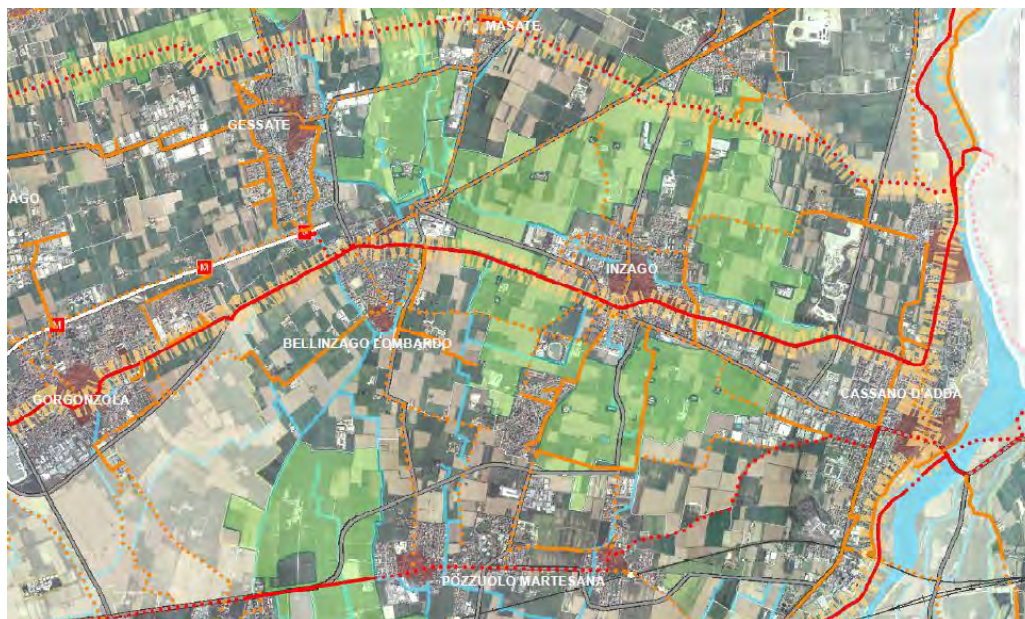 MASATE
GESSATE
AGO
M
M
M
INZAGO
BELLINZAGO LOMBARDO
GORGONZOLA
CASSANO D'ADDA
POZZUOLO MARTESANA